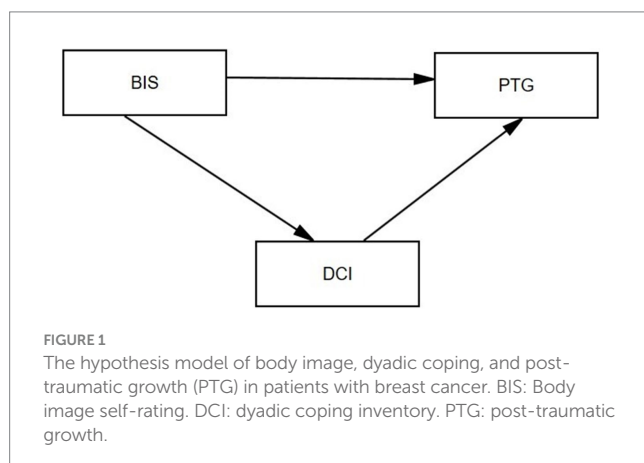 BIS
PTG
DCI
FIGURE 1
The hypothesis model of body image, dyadic coping, and post-
traumatic growth (PTG) in patients with breast cancer. BIS: Body
image self-rating. DCI: dyadic coping inventory. PTG: post-traumatic
growth.